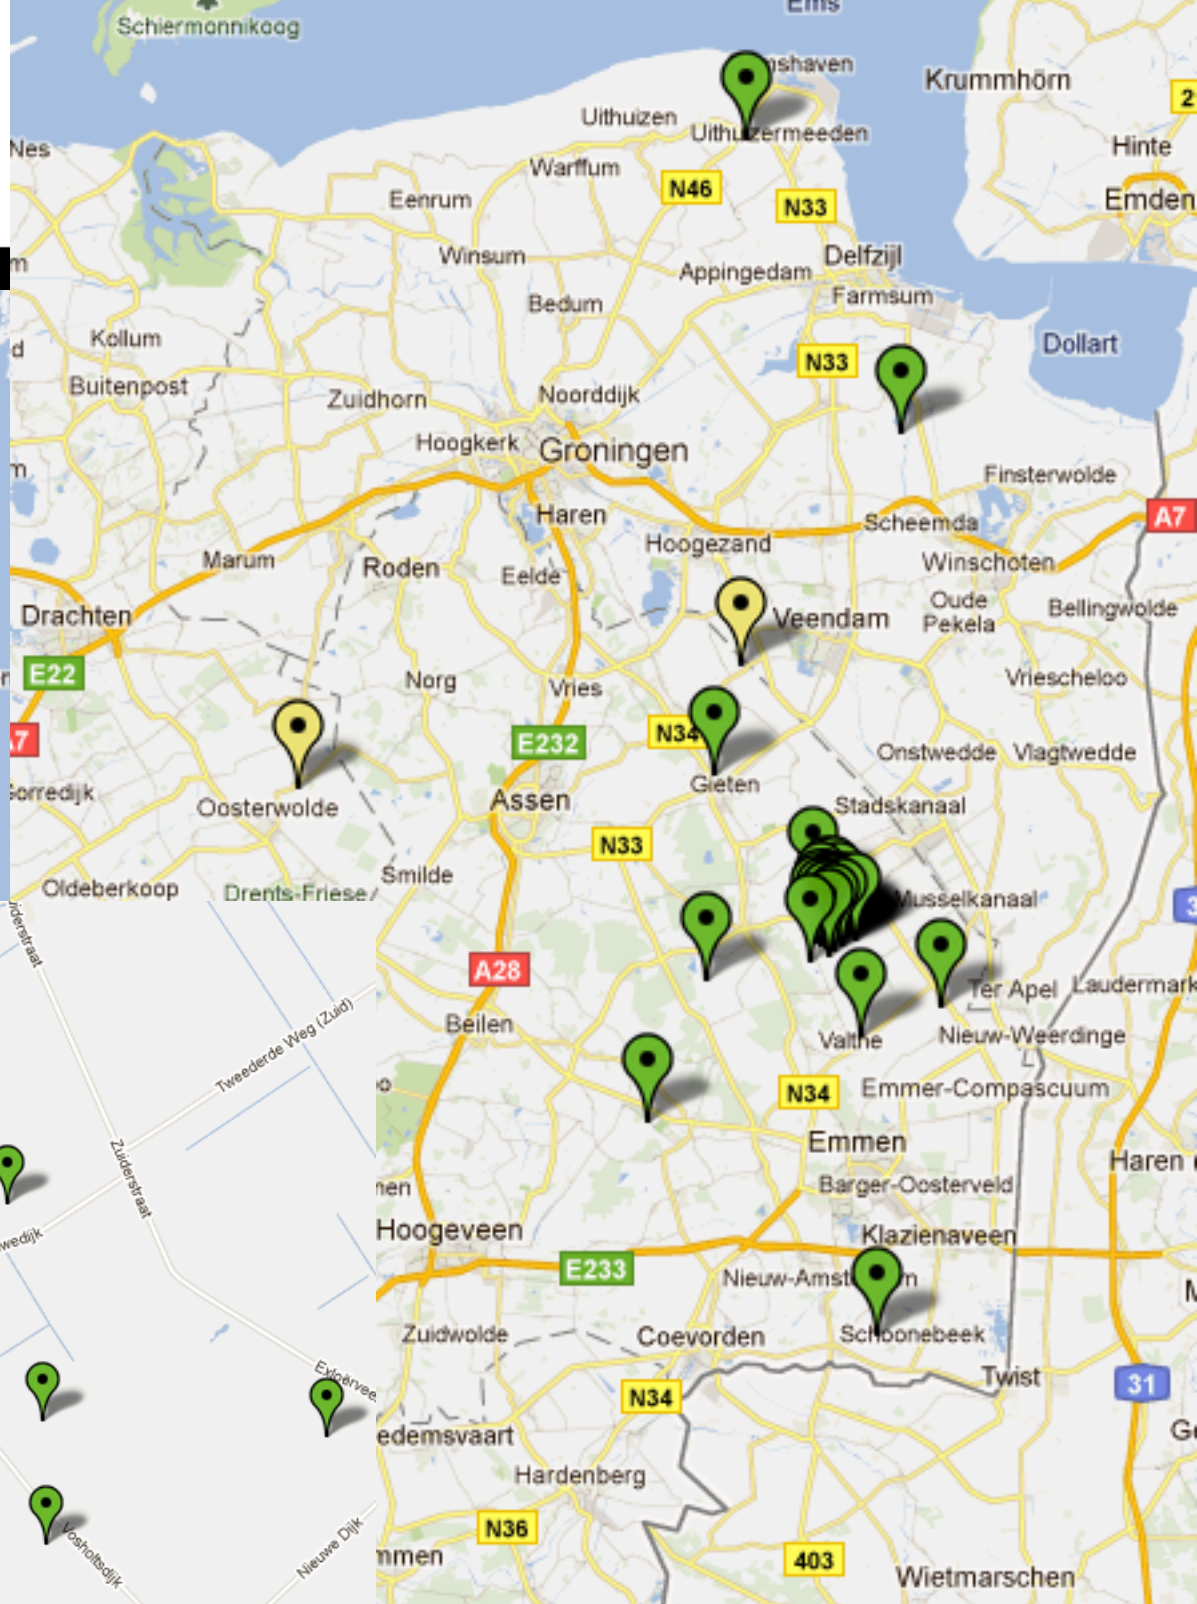 Ems
Schiermonnikoog
Krummhörn
Uithuizen
Uithuizermeeden
Hinte
Nes
Warffum
N46
Eenrum
N33
Emden
Winsum
Delfzijl
Appingedam
Farmsum
Bedum
Kollum
Dollart
N33
Buitenpost
Zuidhorn
Noorddijk
Hoogkerk
Groningen
Finsterwolde
Haren
A7
Scheemda
Hoogezand
Marum
Roden
Eelde
Winschoten
Drachten
Veendam
Oude
Pekela
Bellingwolde
E22
Norg
Vries
Vriescheloo
N34
E232
Onstwedde
Vlagtwedde
Gieten
Assen
Oosterwolde
Stadskanaal
N33
Smilde
Oldeberkoop
Drents-Friese
Musselkanaal
A28
Ter Apel
Beilen
Valthe
Nieuw-Weerdinge
Tweederde Weg (Zuid)
N34
Emmer-Compascuum
Emmen
Zuiderstraat
Haren
Barger-Oosterveld
Hoogeveen
Klazienaveen
E233
Zuidwolde
Coevorden
Schoonebeek
Twist
31
N34
Hardenberg
N36
Vosholtsdijk
Nieuwe Dijk
403
Wietmarschen